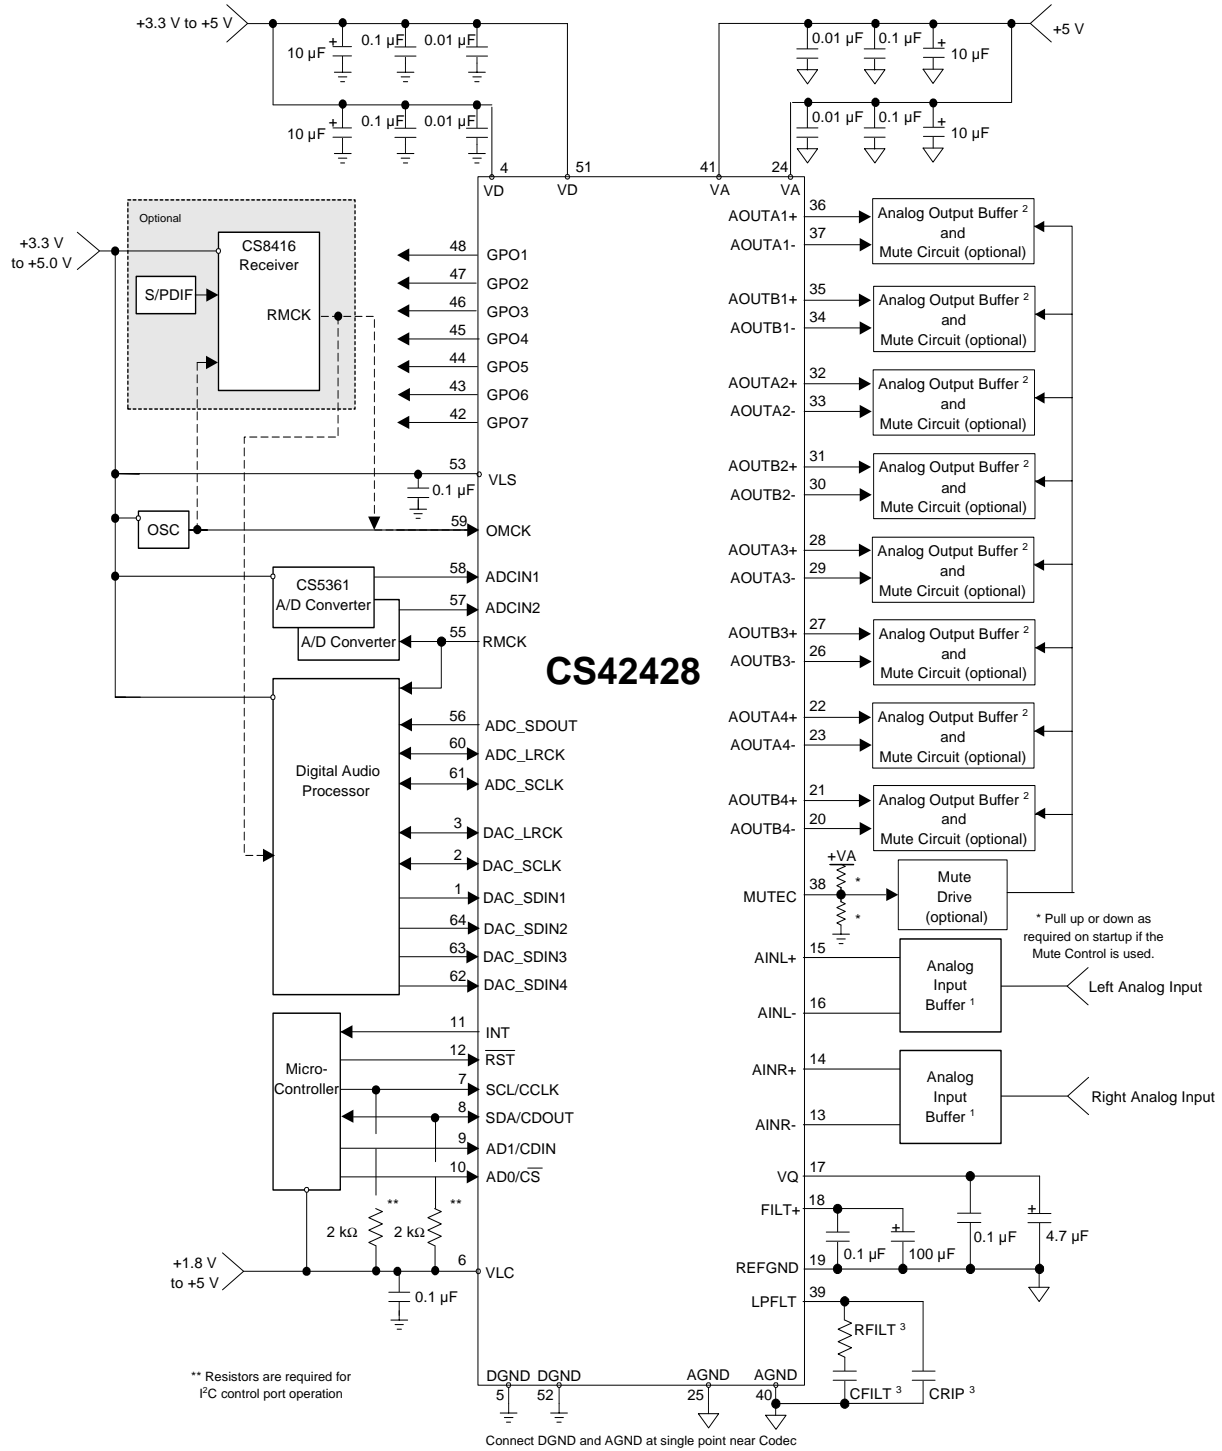 +3.3 V to +5 V
10 µF
0.1 µF
0.01 µF
10 µF
0.1 µF
0.01 µF
0.01 µF
0.1 µF
10 µF
+5 V
0.01 µF
0.1 µF
10 µF
4
VD
51
VD
41
VA
24
VA
Optional
CS8416
Receiver
S/PDIF
RMCK
+3.3 V
to +5.0 V
48
GPO1
47
GPO2
46
GPO3
45
GPO4
44
GPO5
43
GPO6
42
GPO7
53
VLS
0.1 µF
OSC
59
OMCK
CS5361
A/D Converter
A/D Converter
58
ADCIN1
57
ADCIN2
55
RMCK
CS42428
Digital Audio
Processor
56
ADC_SDOUT
60
ADC_LRCK
61
ADC_SCLK
3
DAC_LRCK
2
DAC_SCLK
1
DAC_SDIN1
64
DAC_SDIN2
63
DAC_SDIN3
62
DAC_SDIN4
Micro-
Controller
11
INT
12
RST
7
SCL/CCLK
8
SDA/CDOUT
9
AD1/CDIN
10
AD0/CS
**
**
2 kΩ
2 kΩ
+1.8 V
to +5 V
6
VLC
0.1 µF
** Resistors are required for
I²C control port operation
AOUTA1+
36
AOUTA1-
37
Analog Output Buffer ²
and
Mute Circuit (optional)
AOUTB1+
35
AOUTB1-
34
Analog Output Buffer ²
and
Mute Circuit (optional)
AOUTA2+
32
AOUTA2-
33
Analog Output Buffer ²
and
Mute Circuit (optional)
AOUTB2+
31
AOUTB2-
30
Analog Output Buffer ²
and
Mute Circuit (optional)
AOUTA3+
28
AOUTA3-
29
Analog Output Buffer ²
and
Mute Circuit (optional)
AOUTB3+
27
AOUTB3-
26
Analog Output Buffer ²
and
Mute Circuit (optional)
AOUTA4+
22
AOUTA4-
23
Analog Output Buffer ²
and
Mute Circuit (optional)
AOUTB4+
21
AOUTB4-
20
Analog Output Buffer ²
and
Mute Circuit (optional)
+VA
*
*
MUTEC
38
Mute
Drive
(optional)
* Pull up or down as
required on startup if the
Mute Control is used.
AINL+
15
AINL-
16
Analog
Input
Buffer ¹
Left Analog Input
AINR+
14
AINR-
13
Analog
Input
Buffer ¹
Right Analog Input
VQ
17
FILT+
18
0.1 µF
100 µF
0.1 µF
4.7 µF
REFGND
19
LPFLT
39
RFILT ³
CFILT ³
CRIP ³
DGND
5
DGND
52
AGND
25
AGND
40
Connect DGND and AGND at single point near Codec